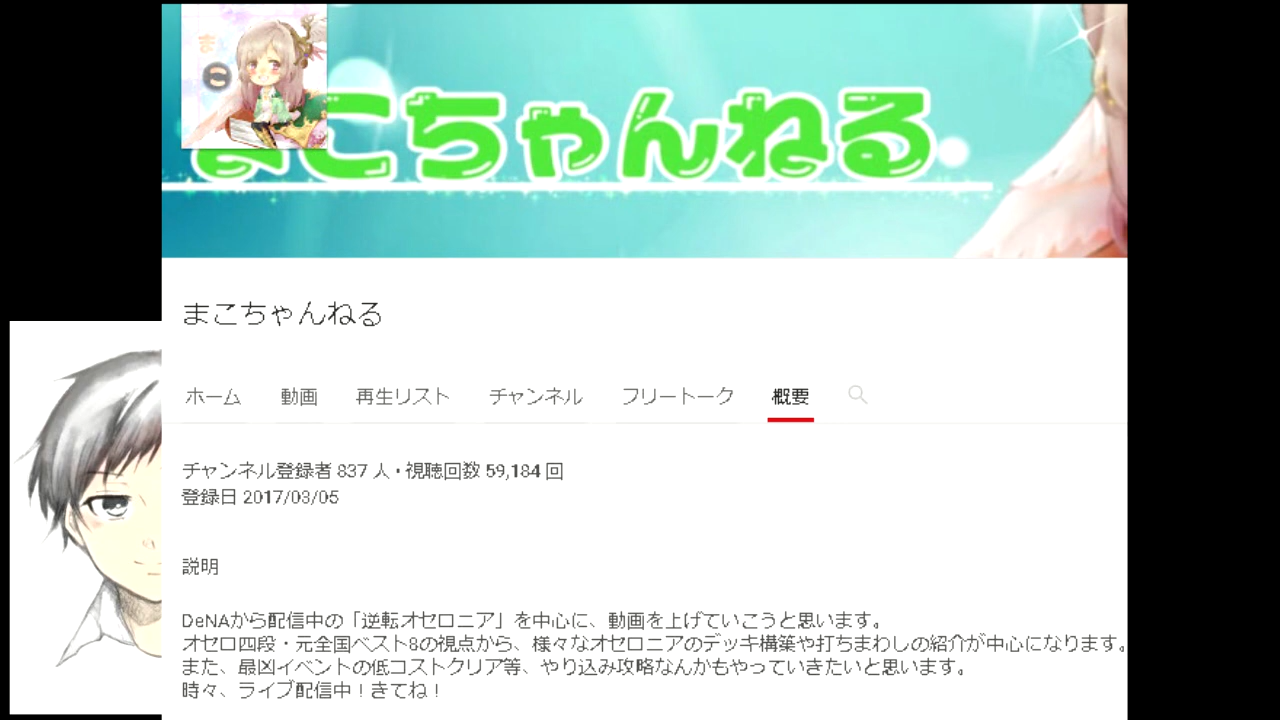 まこ
まこちゃんねる
まこちゃんねる
ホーム 動画 再生リスト チャンネル フリートーク 概要
チャンネル登録者 837 人・視聴回数 59,184 回
登録日 2017/03/05
説明
DeNAから配信中の「逆転オセロニア」を中心に、動画を上げていこうと思います。
オセロ四段・元全国ベスト8の視点から、様々なオセロニアのデッキ構築や打ちまわしの紹介が中心になります。
また、最凶イベントの低コストクリア等、やり込み攻略なんかもやっていきたいと思います。
時々、ライブ配信中！きてね！